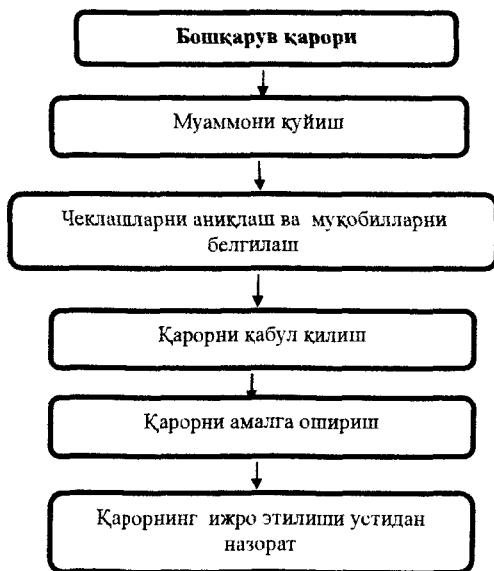 Бошқарув қарори
Муаммони қуйиш
Чеклашларни аниқлаш ва муқобилларни
белгилаш
Қарорни қабул қилиш
Қарорни амалга ошириш
Қарорнинг ижро этилиши устидан
назорат